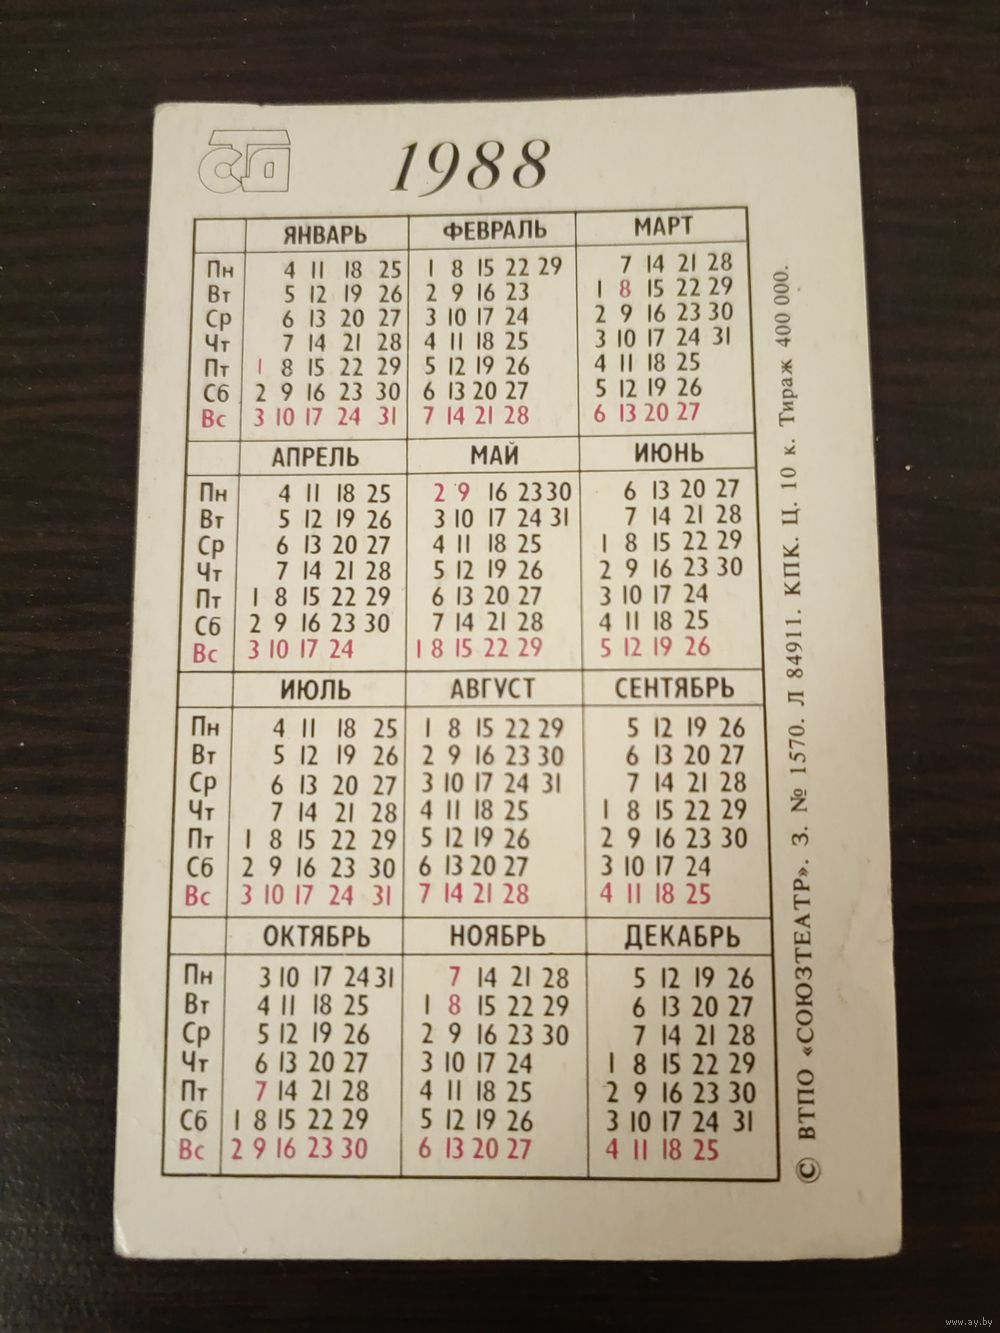 СТД
1988
ЯНВАРЬ ФЕВРАЛЬ МАРТ
Пн 4 11 18 25 1 8 15 22 29 7 14 21 28
Вт 5 12 19 26 2 9 16 23 1 8 15 22 29
Ср 6 13 20 27 3 10 17 24 2 9 16 23 30
Чт 7 14 21 28 4 11 18 25 3 10 17 24 31
Пт 1 8 15 22 29 5 12 19 26 4 11 18 25
Сб 2 9 16 23 30 6 13 20 27 5 12 19 26
Вс 3 10 17 24 31 7 14 21 28 6 13 20 27
АПРЕЛЬ МАЙ ИЮНЬ
Пн 4 11 18 25 2 9 16 23 30 6 13 20 27
Вт 5 12 19 26 3 10 17 24 31 7 14 21 28
Ср 6 13 20 27 4 11 18 25 1 8 15 22 29
Чт 7 14 21 28 5 12 19 26 2 9 16 23 30
Пт 1 8 15 22 29 6 13 20 27 3 10 17 24
Сб 2 9 16 23 30 7 14 21 28 4 11 18 25
Вс 3 10 17 24 1 8 15 22 29 5 12 19 26
ИЮЛЬ АВГУСТ СЕНТЯБРЬ
Пн 4 11 18 25 1 8 15 22 29 5 12 19 26
Вт 5 12 19 26 2 9 16 23 30 6 13 20 27
Ср 6 13 20 27 3 10 17 24 31 7 14 21 28
Чт 7 14 21 28 4 11 18 25 1 8 15 22 29
Пт 1 8 15 22 29 5 12 19 26 2 9 16 23 30
Сб 2 9 16 23 30 6 13 20 27 3 10 17 24
Вс 3 10 17 24 31 7 14 21 28 4 11 18 25
ОКТЯБРЬ НОЯБРЬ ДЕКАБРЬ
Пн 3 10 17 24 31 7 14 21 28 5 12 19 26
Вт 4 11 18 25 1 8 15 22 29 6 13 20 27
Ср 5 12 19 26 2 9 16 23 30 7 14 21 28
Чт 6 13 20 27 3 10 17 24 1 8 15 22 29
Пт 7 14 21 28 4 11 18 25 2 9 16 23 30
Сб 1 8 15 22 29 5 12 19 26 3 10 17 24 31
Вс 2 9 16 23 30 6 13 20 27 4 11 18 25
© ВТПО «СОЮЗТЕАТР». З. № 1570. Л 84911. КПК. Ц. 10 к. Тираж 400 000.
www.ay.by